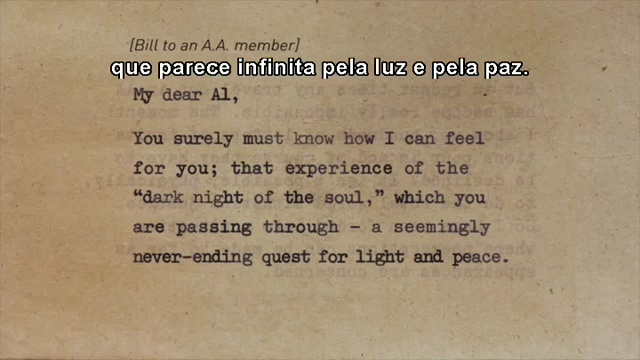 [Bill to an A.A. member]
que parece infinita pela luz e pela paz.
My dear Al,
You surely must know how I can feel
for you; that experience of the
“dark night of the soul,” which you
are passing through - a seemingly
never-ending quest for light and peace.